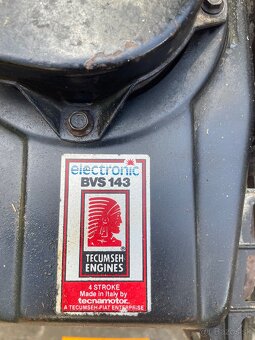 electronic
BVS 143
TECUMSEH
ENGINES
®
4 STROKE
Made in Italy by
tecnamotor
A TECUMSEH-FIAT ENTERPRISE